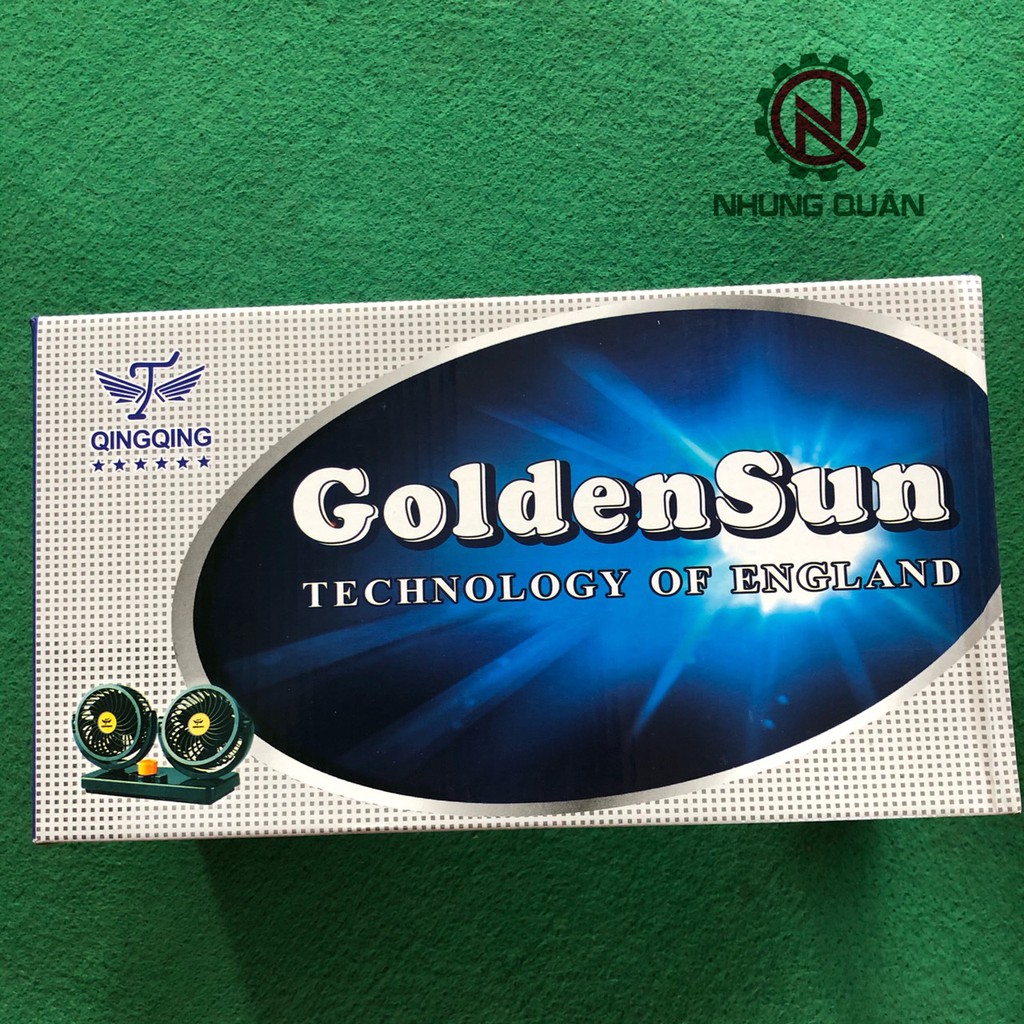 NHUNG QUÂN
QINGQING
GoldenSun
TECHNOLOGY OF ENGLAND